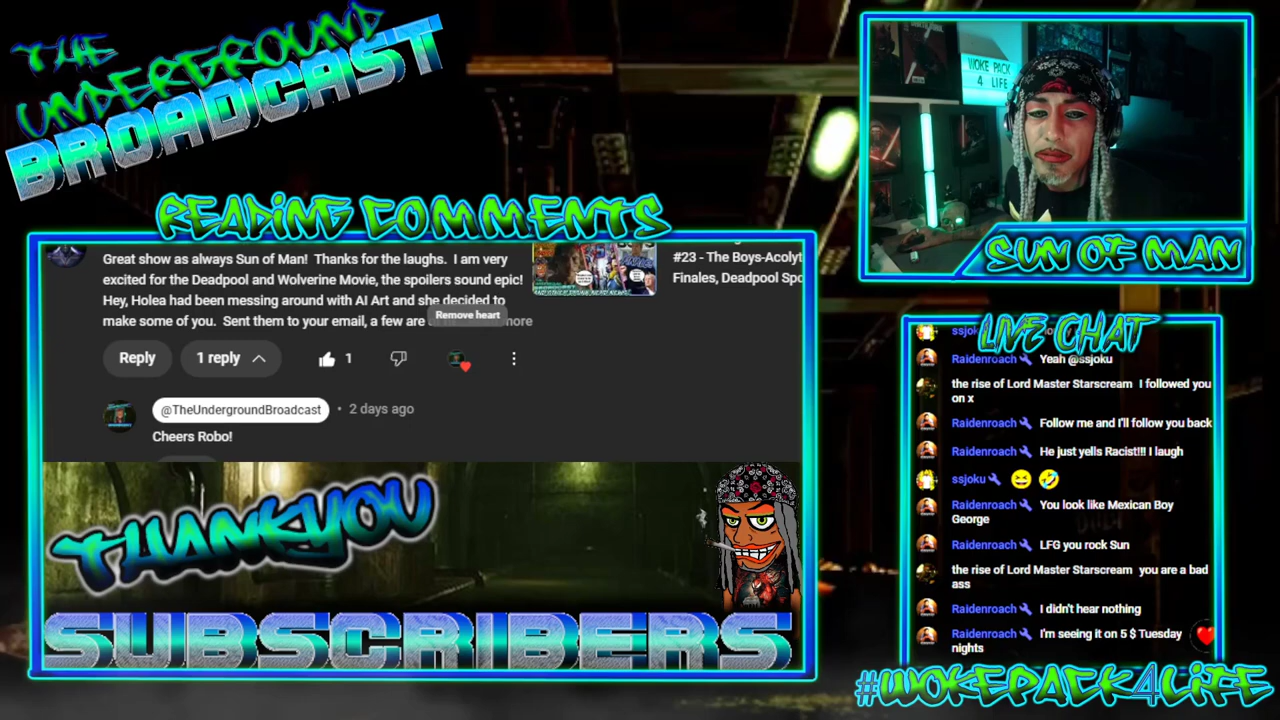 THE
UNDERGROUND
BROADCAST
WOKE PACK
4 LIFE
READING COMMENTS
SUN OF MAN
Great show as always Sun of Man! Thanks for the laughs. I am very
excited for the Deadpool and Wolverine Movie, the spoilers sound epic!
Hey, Holea had been messing around with AI Art and she decided to
make some of you. Sent them to your email, a few are
Remove heart
#23 - The Boys-Acolyt
Finales, Deadpool Spo
Reply
1 reply
1
@TheUndergroundBroadcast
• 2 days ago
Cheers Robo!
THANKYOU
SUBSCRIBERS
LIVE CHAT
Raidenroach Yeah @ssjoku
the rise of Lord Master Starscream I followed you
on x
Raidenroach Follow me and I'll follow you back
Raidenroach He just yells Racist!!! I laugh
ssjoku 😆 🤣
Raidenroach You look like Mexican Boy
George
Raidenroach LFG you rock Sun
the rise of Lord Master Starscream you are a bad
ass
Raidenroach I didn't hear nothing
Raidenroach I'm seeing it on 5 $ Tuesday
nights
#WOKEPACK4LIFE